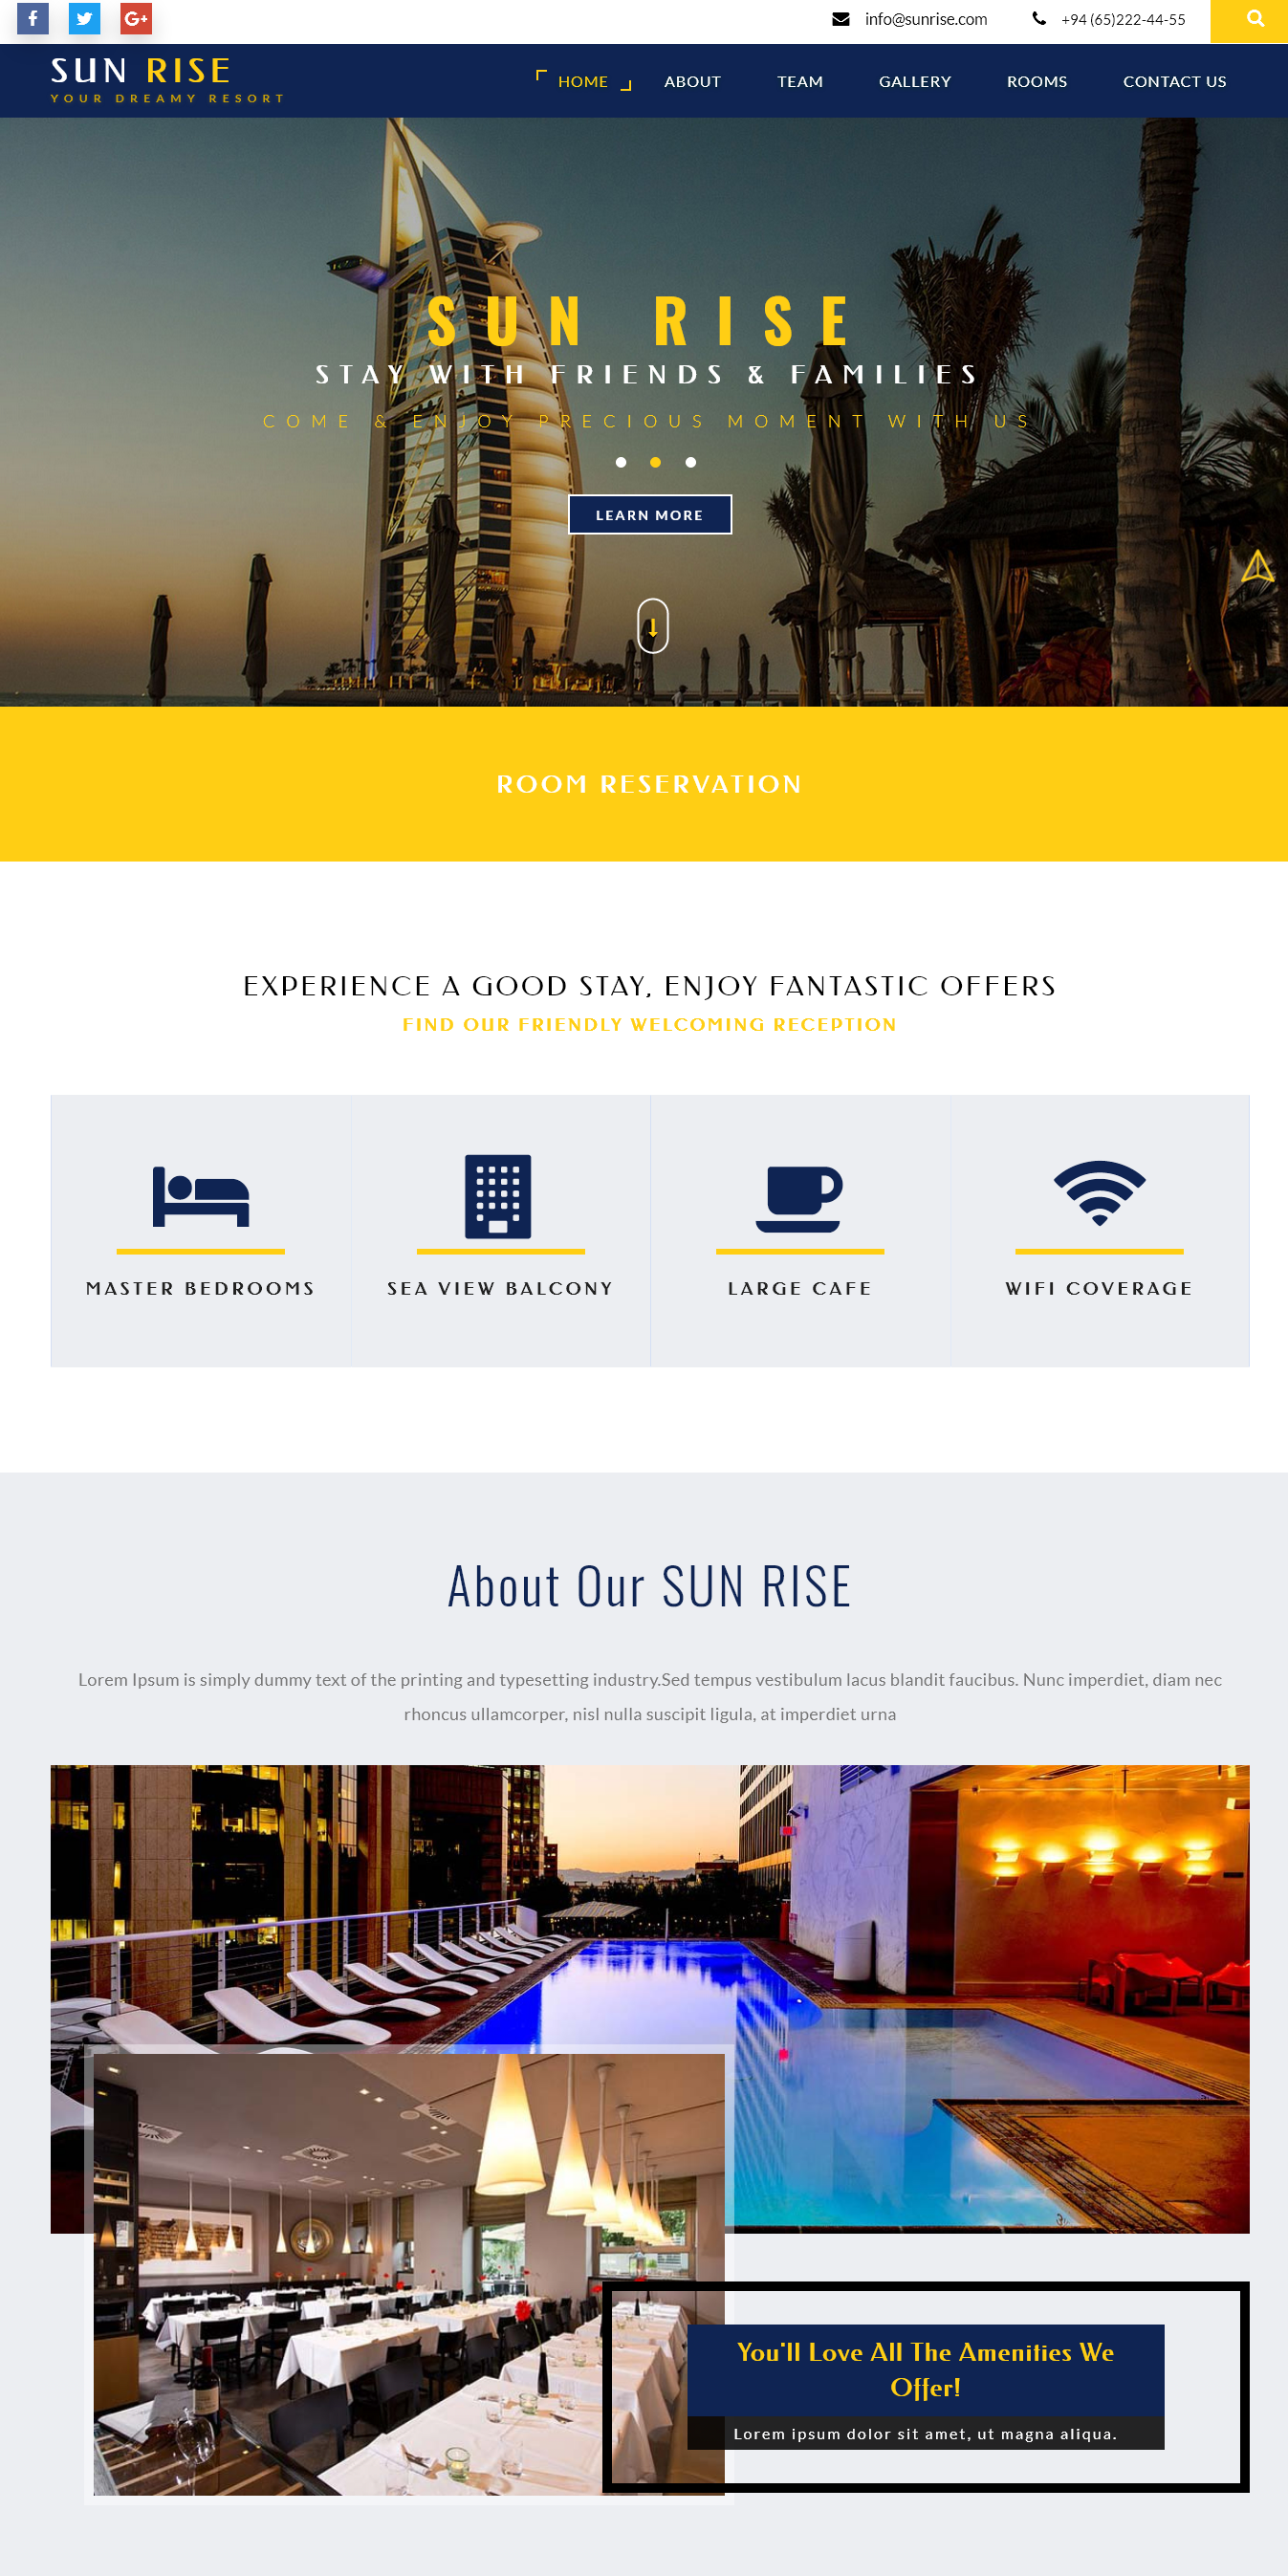 info@sunrise.com
+94 (65)222-44-55
SUN RISE
YOUR DREAMY RESORT
HOME
ABOUT
TEAM
GALLERY
ROOMS
CONTACT US
SUN RISE
STAY WITH FRIENDS & FAMILIES
COME & ENJOY PRECIOUS MOMENT WITH US
LEARN MORE
ROOM RESERVATION
EXPERIENCE A GOOD STAY, ENJOY FANTASTIC OFFERS
FIND OUR FRIENDLY WELCOMING RECEPTION
MASTER BEDROOMS
SEA VIEW BALCONY
LARGE CAFE
WIFI COVERAGE
About Our SUN RISE
Lorem Ipsum is simply dummy text of the printing and typesetting industry.Sed tempus vestibulum lacus blandit faucibus. Nunc imperdiet, diam nec
rhoncus ullamcorper, nisl nulla suscipit ligula, at imperdiet urna
You'll Love All The Amenities We
Offer!
Lorem ipsum dolor sit amet, ut magna aliqua.